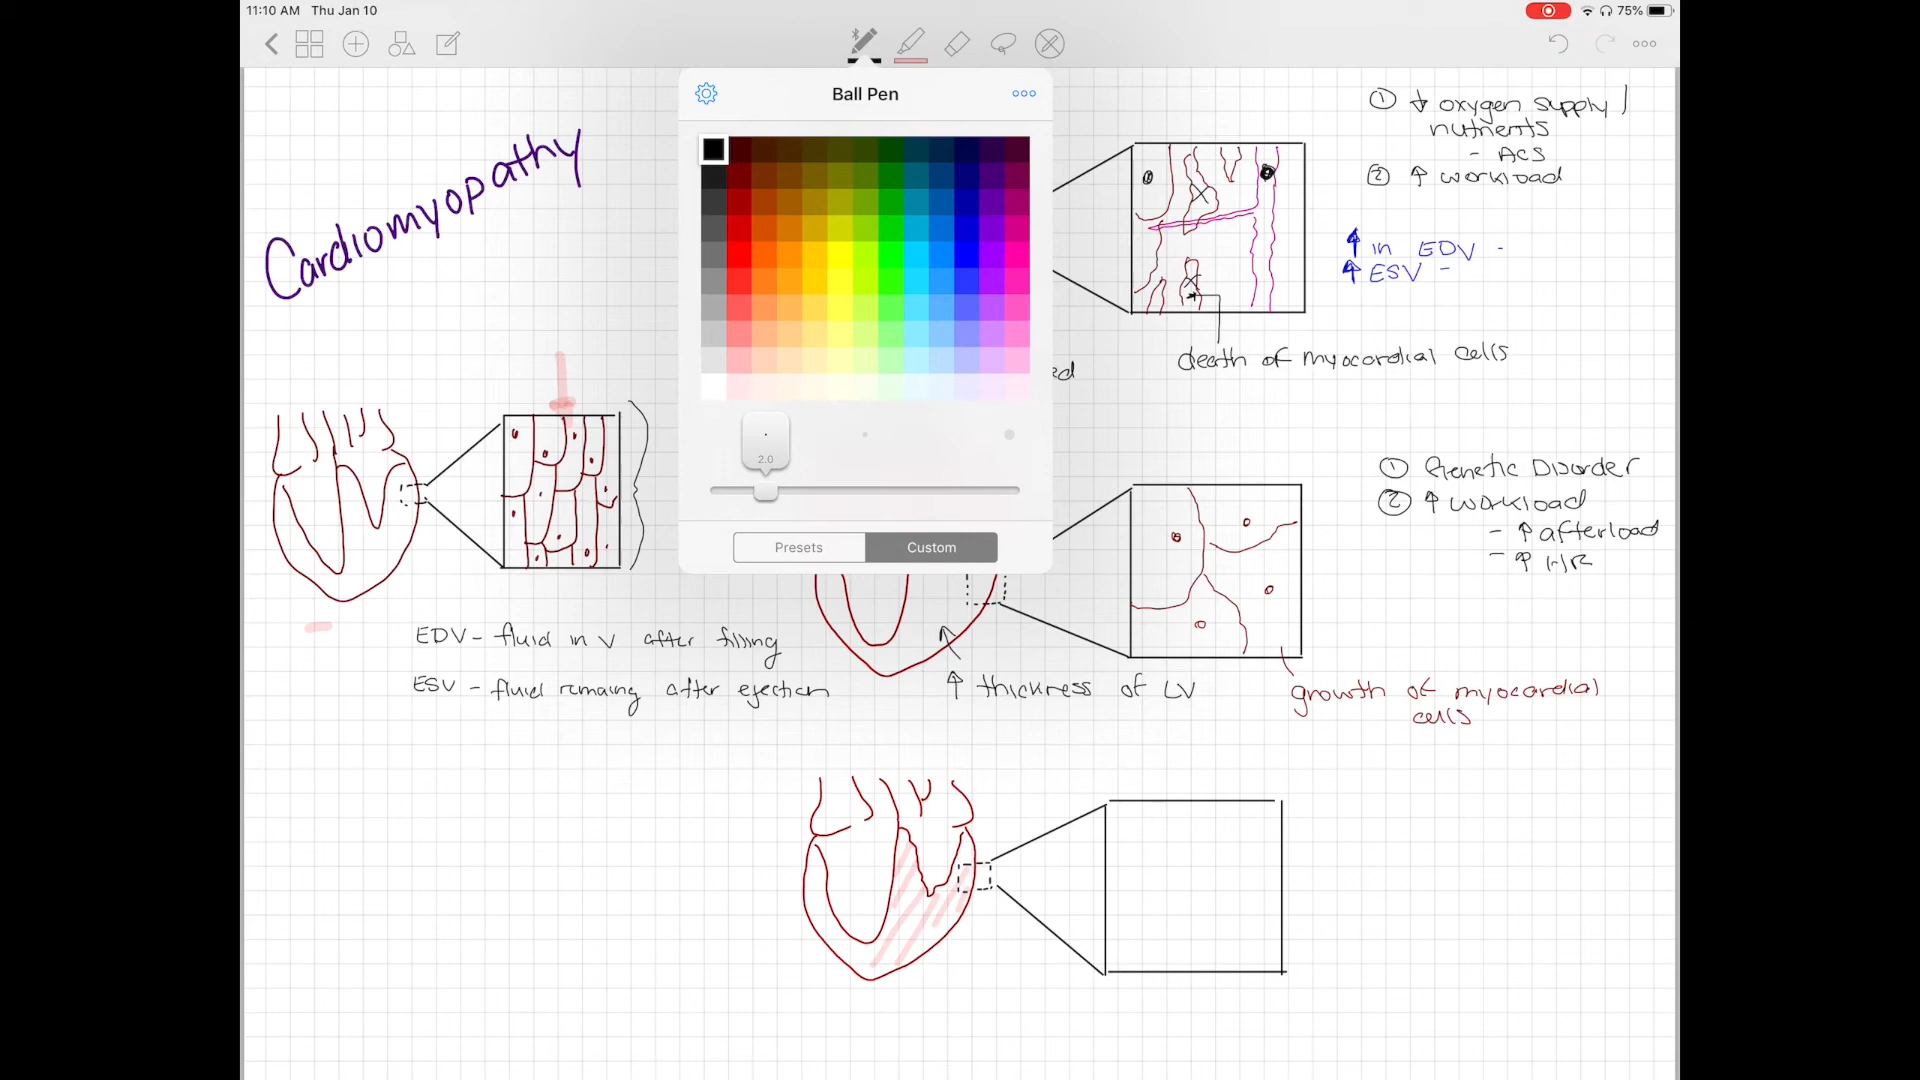 11:10 AM Thu Jan 10
75%
Ball Pen
2.0
Presets
Custom
Cardiomyopathy
① ↓ oxygen supply /
nutrients
- ACS
② ↑ workload
↑ in EDV -
↑ ESV -
death of myocardial cells
ed
① Genetic Disorder
② ↑ workload
- ↑ afterload
- ↑ HR
EDV - fluid in V after filling
ESV - fluid remaing after ejection
↑ thickness of LV
growth of myocardial
cells